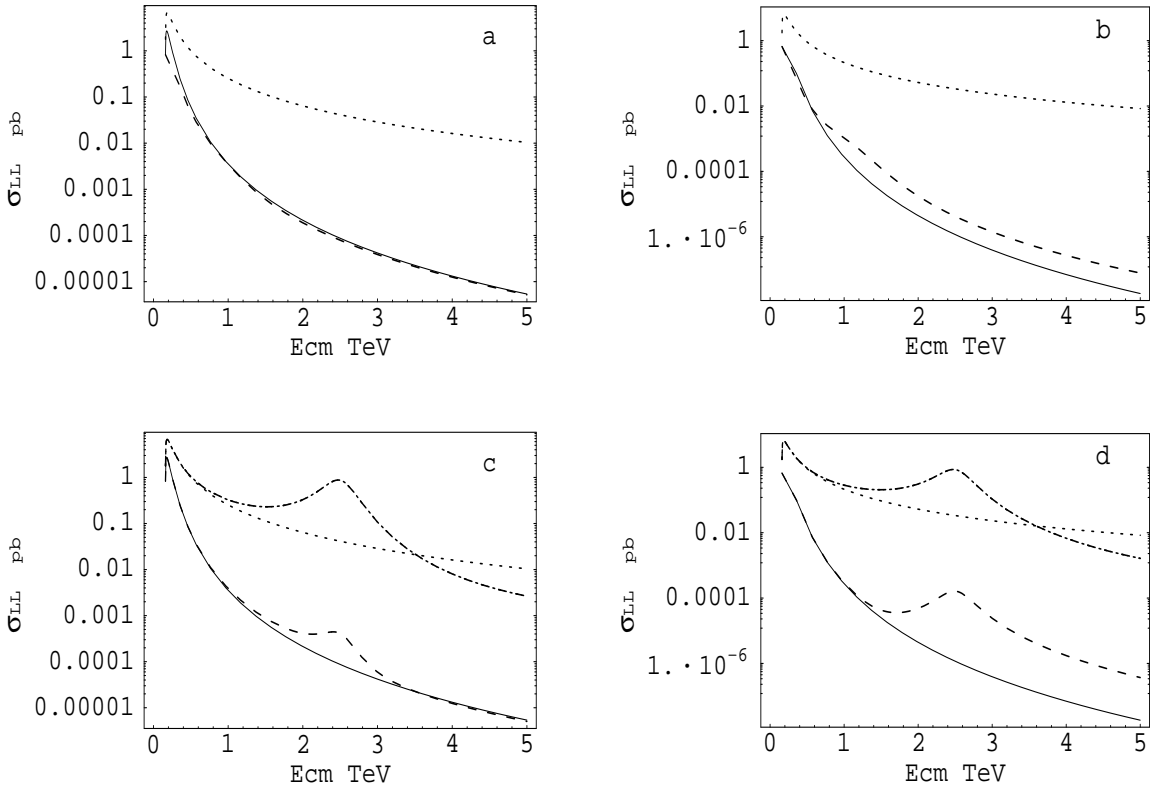 a
1
0.1
0.01
0.001
0.0001
0.00001
σLL pb
0 1 2 3 4 5
Ecm TeV
b
1
0.01
0.0001
1. · 10-6
σLL pb
0 1 2 3 4 5
Ecm TeV
c
1
0.1
0.01
0.001
0.0001
0.00001
σLL pb
0 1 2 3 4 5
Ecm TeV
d
1
0.01
0.0001
1. · 10-6
σLL pb
0 1 2 3 4 5
Ecm TeV